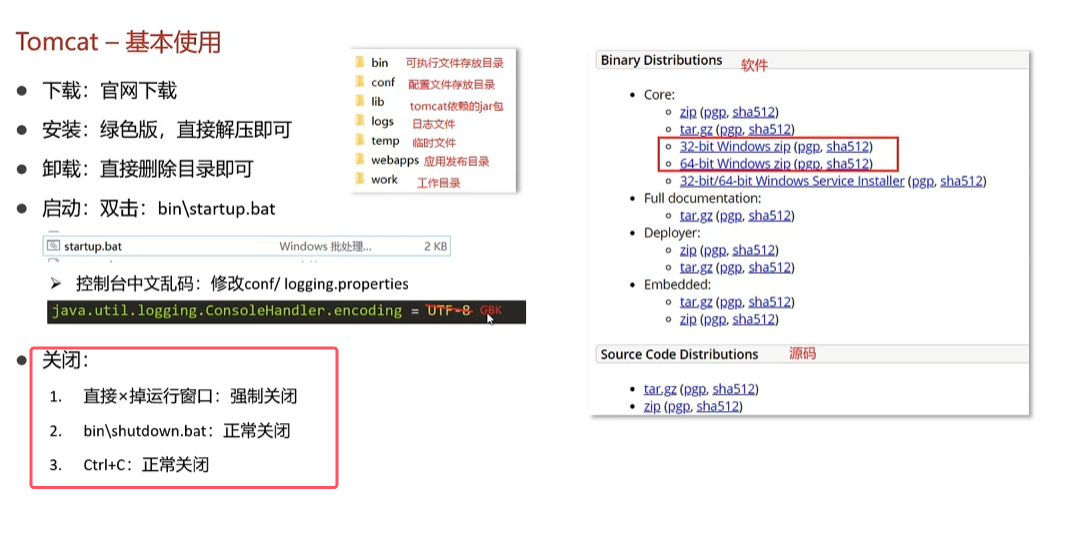 Tomcat – 基本使用
● 下载：官网下载
● 安装：绿色版，直接解压即可
● 卸载：直接删除目录即可
● 启动：双击：bin\startup.bat
startup.bat Windows 批处理... 2 KB
➢ 控制台中文乱码：修改conf/ logging.properties
java.util.logging.ConsoleHandler.encoding = UTF-8 GBK
● 关闭：
1. 直接×掉运行窗口：强制关闭
2. bin\shutdown.bat：正常关闭
3. Ctrl+C：正常关闭
bin 可执行文件存放目录
conf 配置文件存放目录
lib tomcat依赖的jar包
logs 日志文件
temp 临时文件
webapps 应用发布目录
work 工作目录
Binary Distributions 软件
• Core:
zip (pgp, sha512)
tar.gz (pgp, sha512)
32-bit Windows zip (pgp, sha512)
64-bit Windows zip (pgp, sha512)
32-bit/64-bit Windows Service Installer (pgp, sha512)
• Full documentation:
tar.gz (pgp, sha512)
• Deployer:
zip (pgp, sha512)
tar.gz (pgp, sha512)
• Embedded:
tar.gz (pgp, sha512)
zip (pgp, sha512)
Source Code Distributions 源码
• tar.gz (pgp, sha512)
• zip (pgp, sha512)